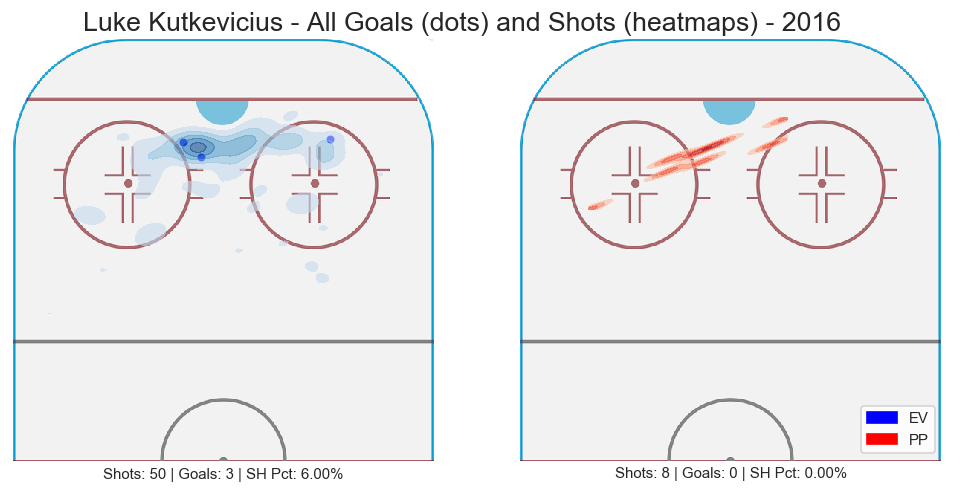 Luke Kutkevicius - All Goals (dots) and Shots (heatmaps) - 2016
EV
PP
Shots: 50 | Goals: 3 | SH Pct: 6.00%
Shots: 8 | Goals: 0 | SH Pct: 0.00%